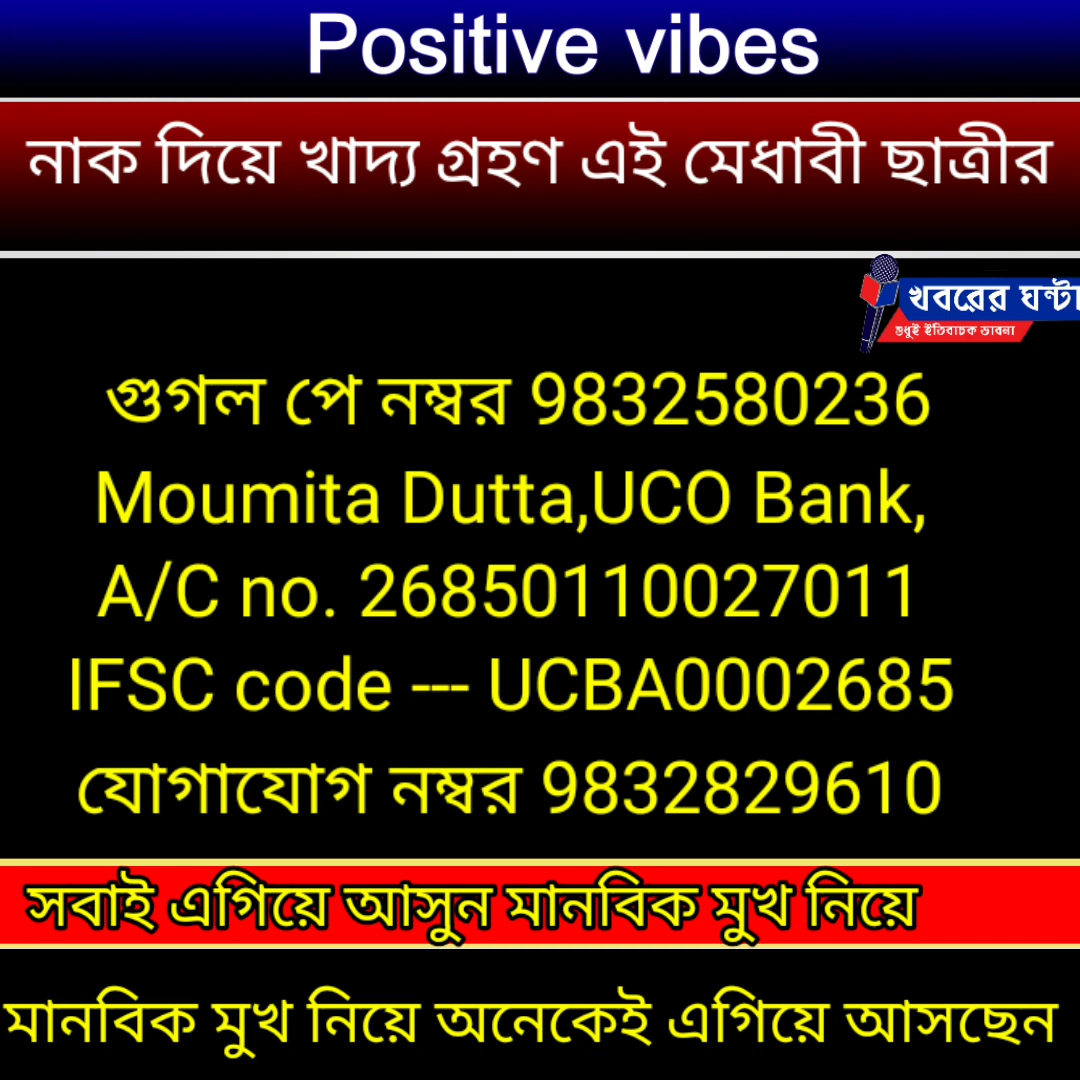 Positive vibes
নাক দিয়ে খাদ্য গ্রহণ এই মেধাবী ছাত্রীর
খবরের ঘন্টা
শুধুই ইতিবাচক ভাবনা
গুগল পে নম্বর 9832580236
Moumita Dutta,UCO Bank,
A/C no. 26850110027011
IFSC code --- UCBA0002685
যোগাযোগ নম্বর 9832829610
সবাই এগিয়ে আসুন মানবিক মুখ নিয়ে
মানবিক মুখ নিয়ে অনেকেই এগিয়ে আসছেন